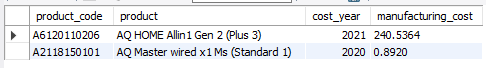 product_code product cost_year manufacturing_cost
A6120110206 AQ HOME Allin1 Gen 2 (Plus 3) 2021 240.5364
A2118150101 AQ Master wired x1 Ms (Standard 1) 2020 0.8920